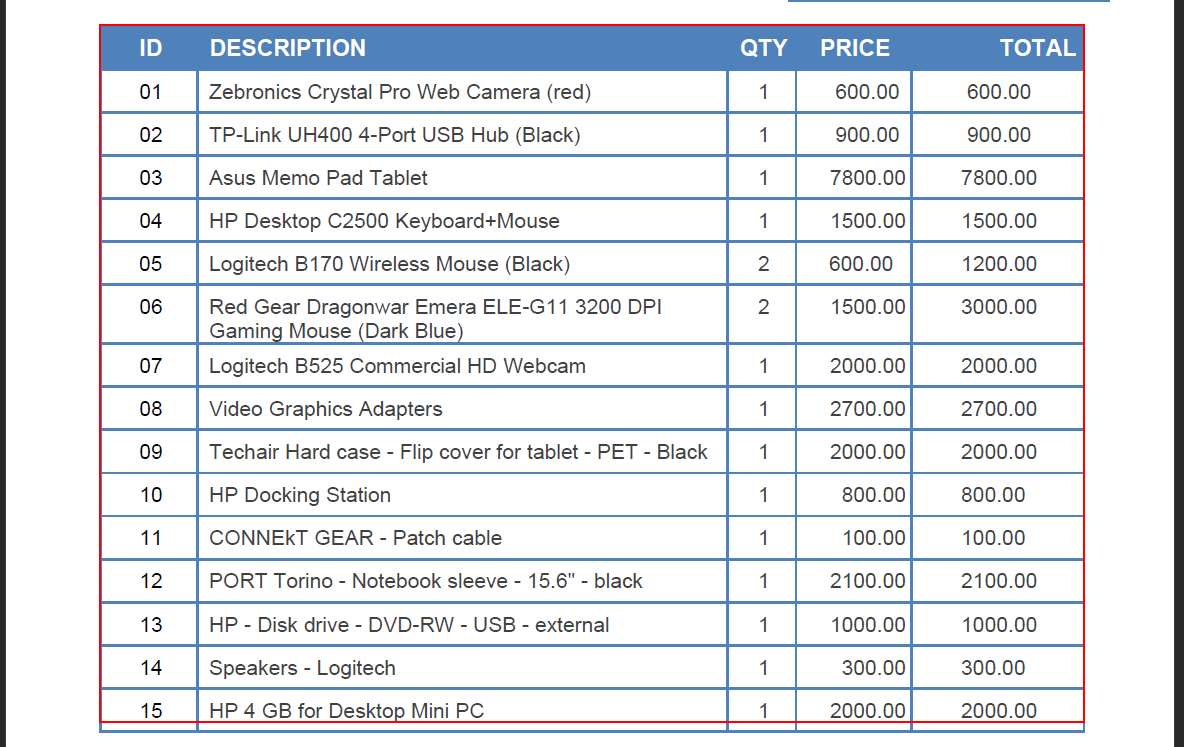 ID DESCRIPTION QTY PRICE TOTAL
01 Zebronics Crystal Pro Web Camera (red) 1 600.00 600.00
02 TP-Link UH400 4-Port USB Hub (Black) 1 900.00 900.00
03 Asus Memo Pad Tablet 1 7800.00 7800.00
04 HP Desktop C2500 Keyboard+Mouse 1 1500.00 1500.00
05 Logitech B170 Wireless Mouse (Black) 2 600.00 1200.00
06 Red Gear Dragonwar Emera ELE-G11 3200 DPI 2 1500.00 3000.00
Gaming Mouse (Dark Blue)
07 Logitech B525 Commercial HD Webcam 1 2000.00 2000.00
08 Video Graphics Adapters 1 2700.00 2700.00
09 Techair Hard case - Flip cover for tablet - PET - Black 1 2000.00 2000.00
10 HP Docking Station 1 800.00 800.00
11 CONNEkT GEAR - Patch cable 1 100.00 100.00
12 PORT Torino - Notebook sleeve - 15.6" - black 1 2100.00 2100.00
13 HP - Disk drive - DVD-RW - USB - external 1 1000.00 1000.00
14 Speakers - Logitech 1 300.00 300.00
15 HP 4 GB for Desktop Mini PC 1 2000.00 2000.00